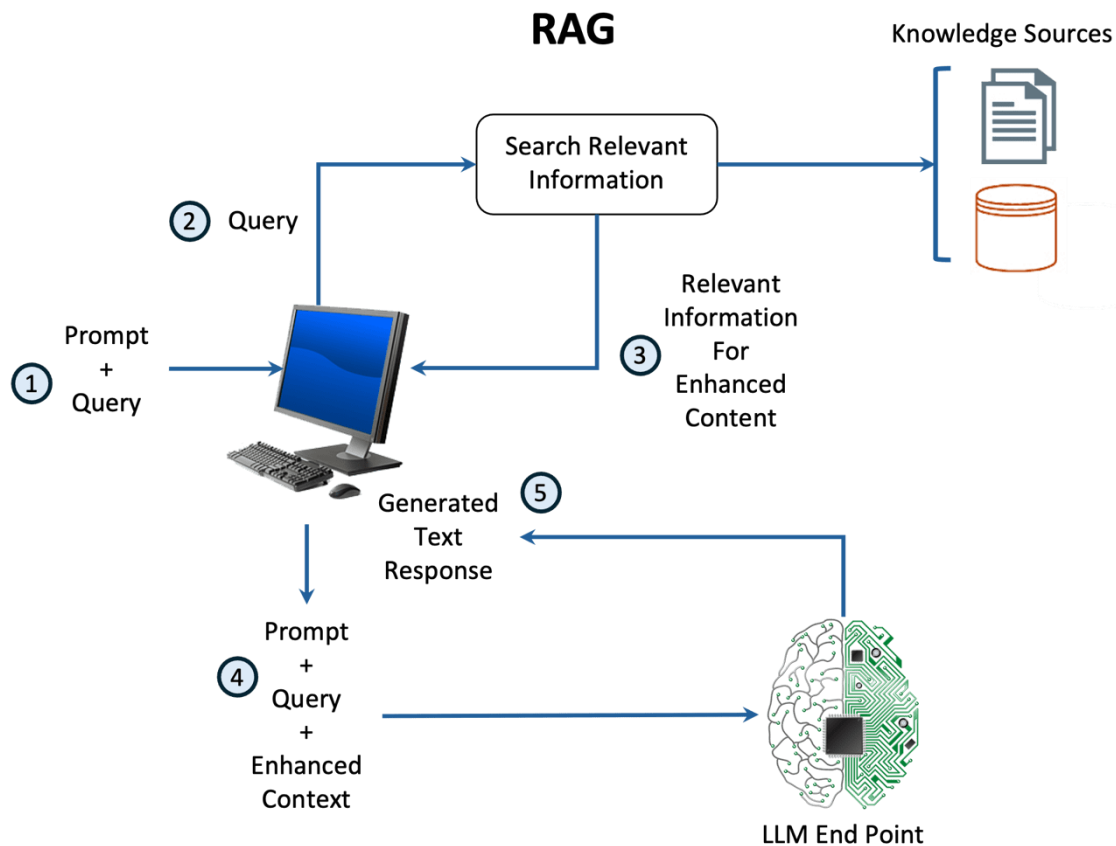 RAG
Knowledge Sources
Search Relevant
Information
2
Query
Relevant
Information
For
Enhanced
Content
3
1
Prompt
+
Query
5
Generated
Text
Response
4
Prompt
+
Query
+
Enhanced
Context
LLM End Point